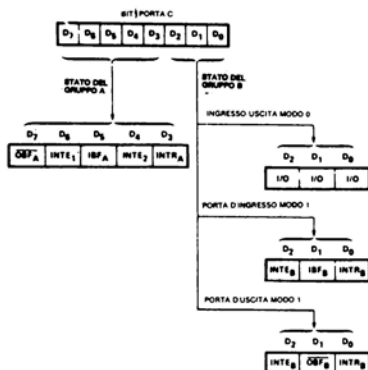 BIT PORTA C
D7 D6 D5 D4 D3 D2 D1 D0
STATO DEL GRUPPO A
STATO DEL GRUPPO B
INGRESSO USCITA MODO 0
D7 D6 D5 D4 D3
O̅B̅F̅A INTE1 IBFA INTE2 INTRA
D2 D1 D0
I/O I/O I/O
PORTA D'INGRESSO MODO 1
D2 D1 D0
INTEB IBFB INTRB
PORTA D'USCITA MODO 1
D2 D1 D0
INTEB O̅B̅F̅B INTRB